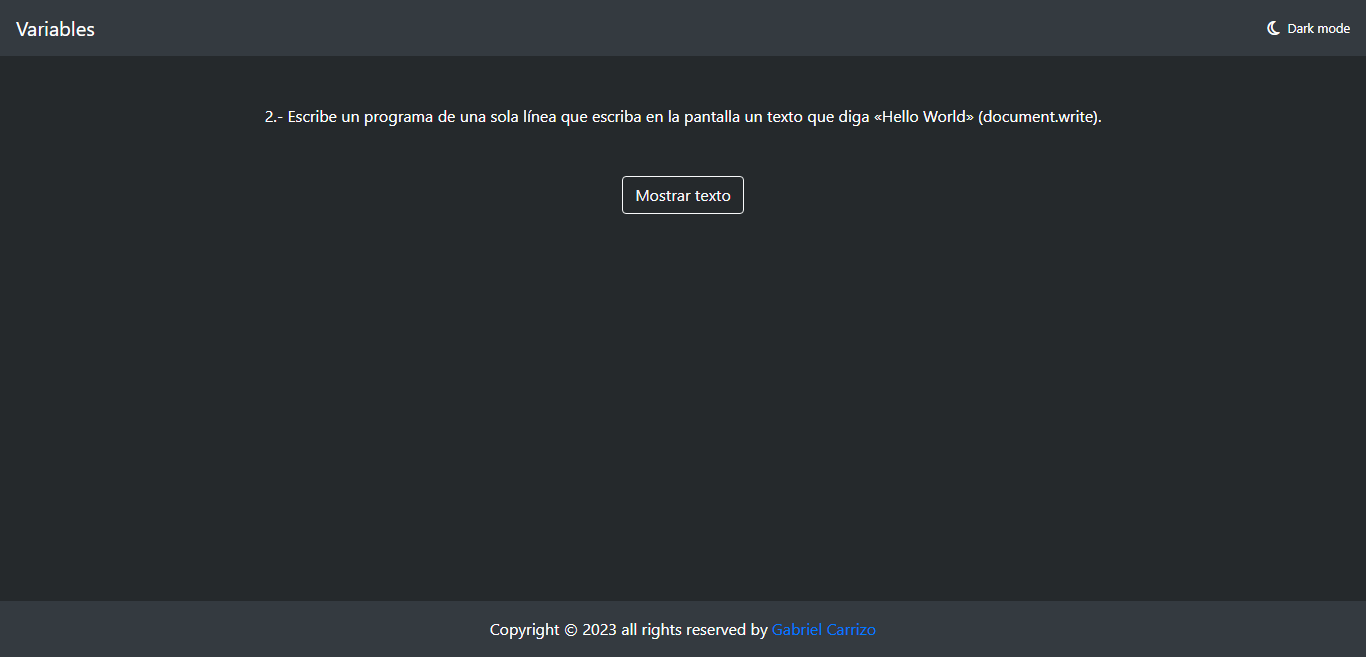 Variables
Dark mode
2.- Escribe un programa de una sola línea que escriba en la pantalla un texto que diga «Hello World» (document.write).
Mostrar texto
Copyright © 2023 all rights reserved by Gabriel Carrizo